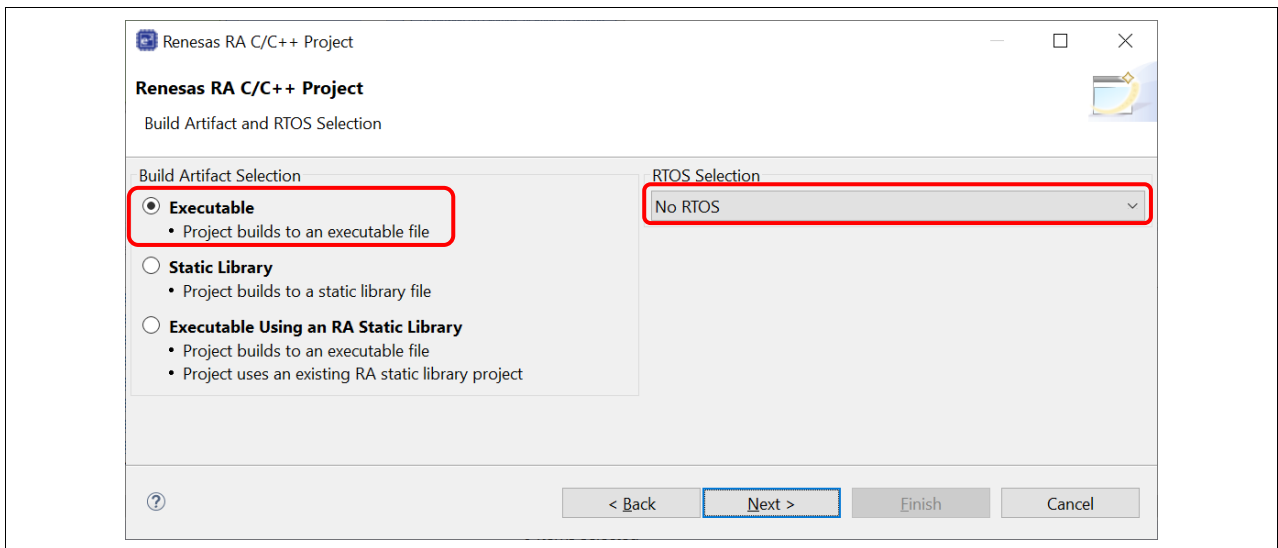 Renesas RA C/C++ Project
Renesas RA C/C++ Project
Build Artifact and RTOS Selection
Build Artifact Selection
Executable
• Project builds to an executable file
Static Library
• Project builds to a static library file
Executable Using an RA Static Library
• Project builds to an executable file
• Project uses an existing RA static library project
RTOS Selection
No RTOS
?
< Back
Next >
Finish
Cancel